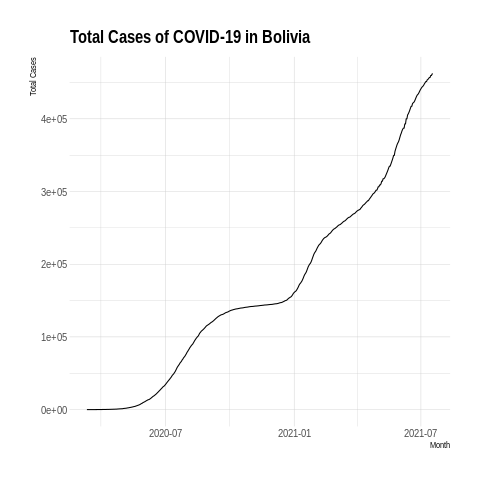 Total Cases of COVID-19 in Bolivia
Total Cases
4e+05
3e+05
2e+05
1e+05
0e+00
2020-07 2021-01 2021-07
Month